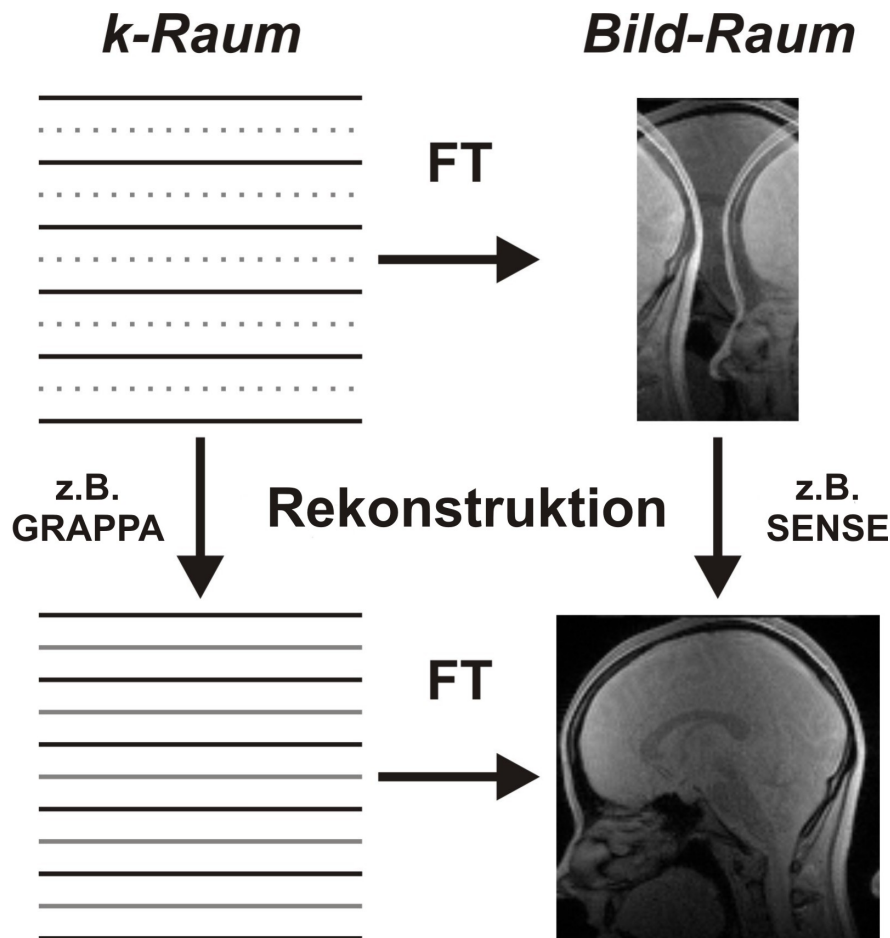 k-Raum
Bild-Raum
FT
z.B.
GRAPPA
Rekonstruktion
z.B.
SENSE
FT